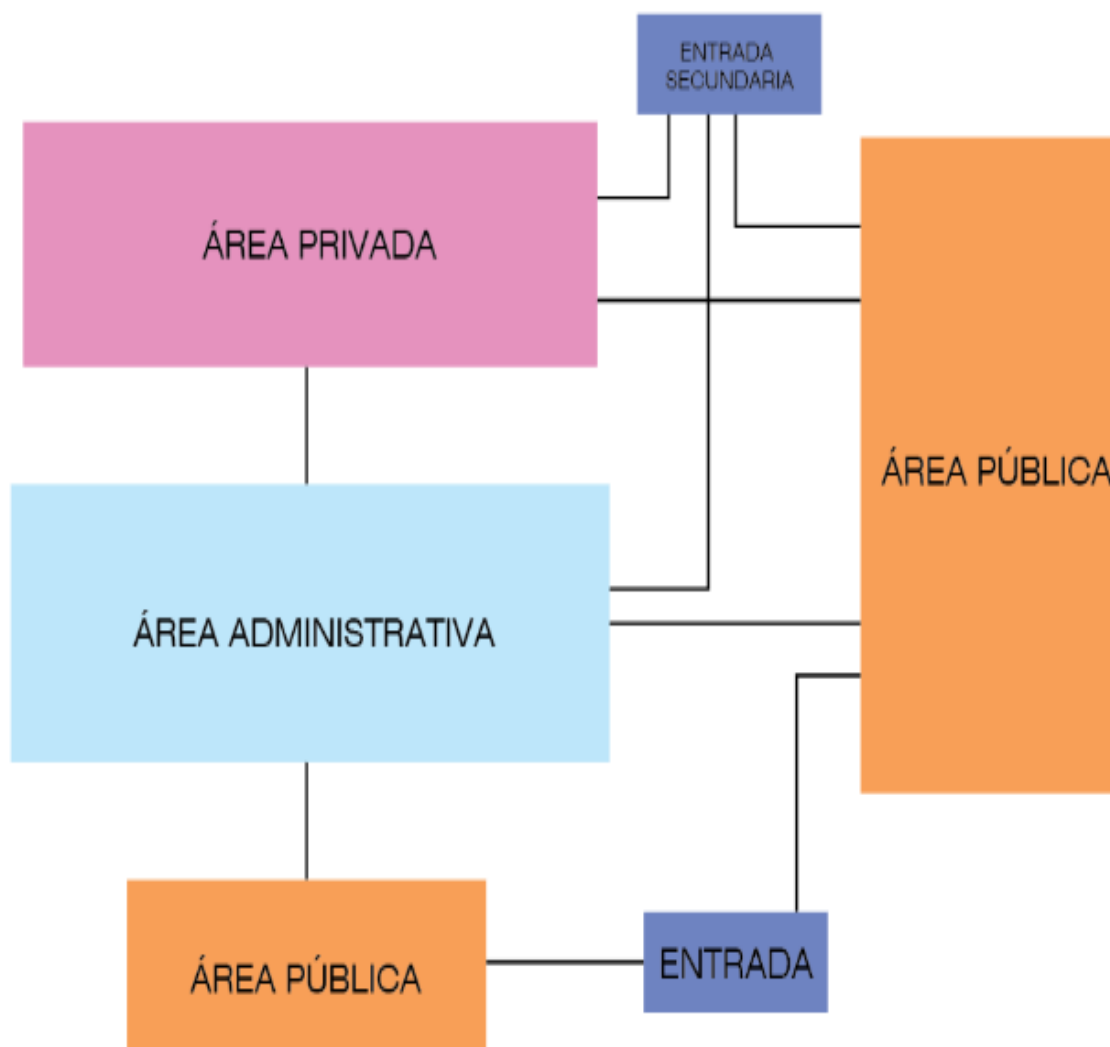 ENTRADA
SECUNDARIA
ÁREA PRIVADA
ÁREA PÚBLICA
ÁREA ADMINISTRATIVA
ÁREA PÚBLICA
ENTRADA